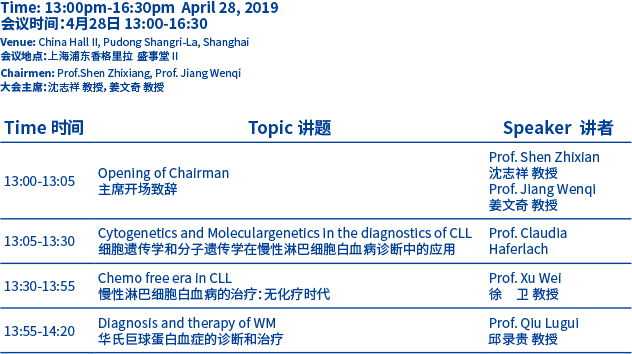 Time: 13:00pm-16:30pm April 28, 2019
会议时间：4月28日 13:00-16:30
Venue: China Hall II, Pudong Shangri-La, Shanghai
会议地点：上海浦东香格里拉 盛事堂 II
Chairmen: Prof.Shen Zhixiang, Prof. Jiang Wenqi
大会主席：沈志祥 教授，姜文奇 教授
Time 时间 Topic 讲题 Speaker 讲者
13:00-13:05
Opening of Chairman
主席开场致辞
Prof. Shen Zhixian
沈志祥 教授
Prof. Jiang Wenqi
姜文奇 教授
13:05-13:30
Cytogenetics and Moleculargenetics in the diagnostics of CLL
细胞遗传学和分子遗传学在慢性淋巴细胞白血病诊断中的应用
Prof. Claudia
Haferlach
13:30-13:55
Chemo free era in CLL
慢性淋巴细胞白血病的治疗：无化疗时代
Prof. Xu Wei
徐 卫 教授
13:55-14:20
Diagnosis and therapy of WM
华氏巨球蛋白血症的诊断和治疗
Prof. Qiu Lugui
邱录贵 教授